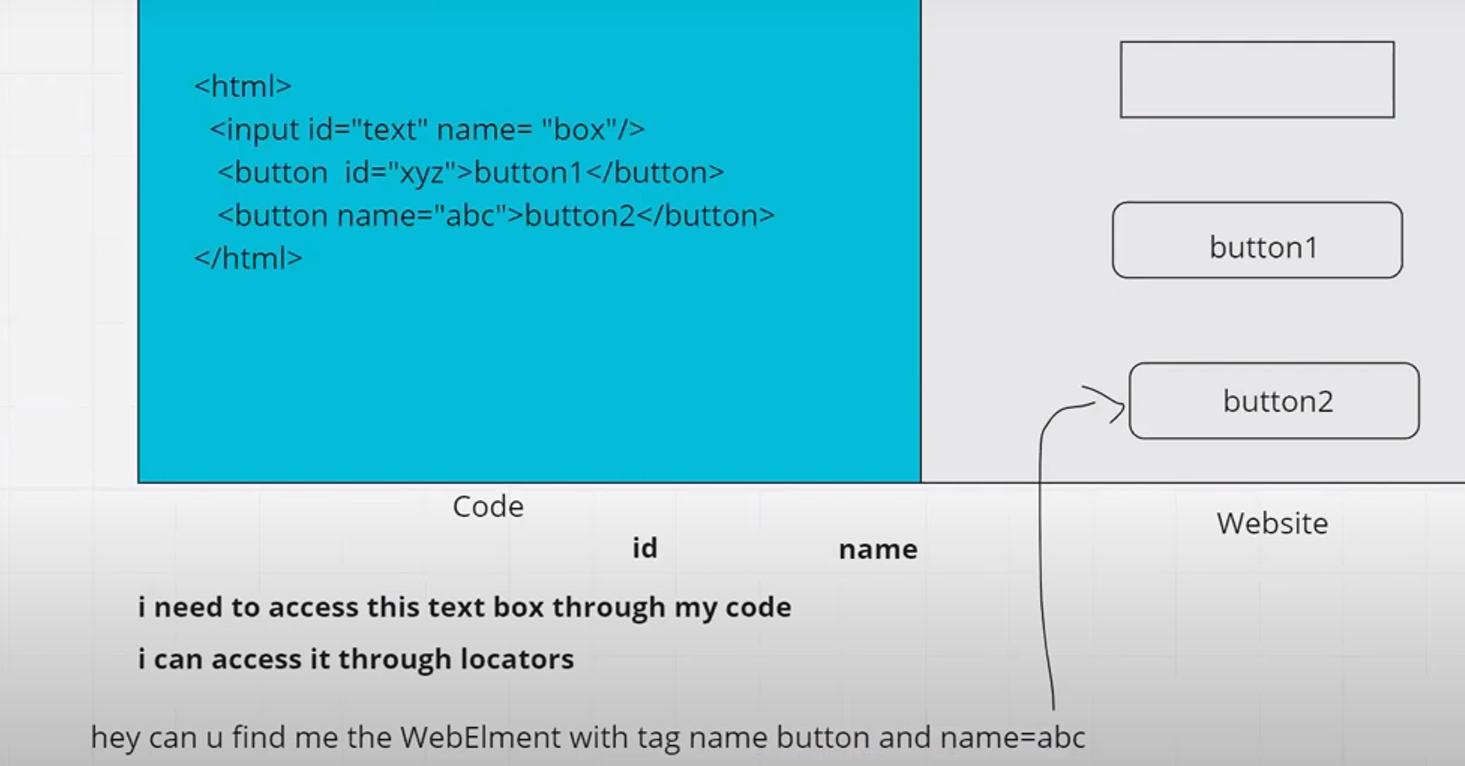 <html>
<input id="text" name= "box"/>
<button  id="xyz">button1</button>
<button name="abc">button2</button>
</html>
button1
button2
Code
Website
id
name
i need to access this text box through my code
i can access it through locators
hey can u find me the WebElment with tag name button and name=abc